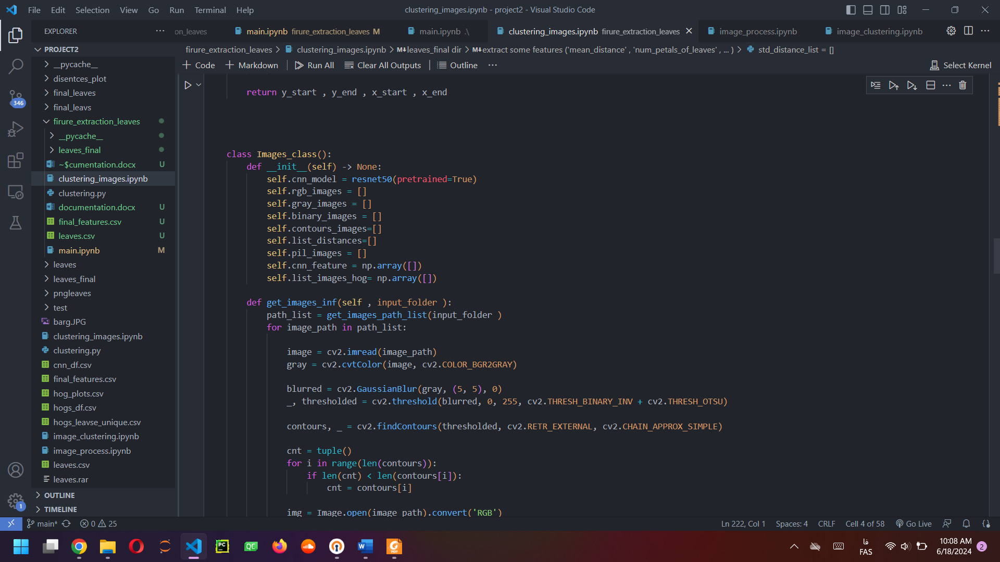 File Edit Selection View Go Run Terminal Help
clustering_images.ipynb - project2 - Visual Studio Code
EXPLORER
on_leaves
main.ipynb firure_extraction_leaves M
main.ipynb .\
clustering_images.ipynb firure_extraction_leaves
image_process.ipynb
image_clustering.ipynb
PROJECT2
firure_extraction_leaves > clustering_images.ipynb > M↓leaves_final dir > M↓extract some features ('mean_distance' , 'num_petals_of_leaves' , ... ) > std_distance_list = []
Code Markdown Run All Clear All Outputs Outline ...
Select Kernel
__pycache__
disentces_plot
final_leaves
final_leavs
firure_extraction_leaves
__pycache__
leaves_final
~$cumentation.docx U
clustering_images.ipynb
clustering.py
documentation.docx U
final_features.csv U
leaves.csv U
main.ipynb M
leaves
leaves_final
pngleaves
test
barg.JPG
clustering_images.ipynb
clustering.py
cnn_df.csv
final_features.csv
hog_plots.csv
hogs_df.csv
hogs_leavse_unique.csv
image_clustering.ipynb
image_process.ipynb
leaves.csv
leaves.rar
OUTLINE
TIMELINE
346
1
return y_start , y_end , x_start , x_end
class Images_class():
def __init__(self) -> None:
self.cnn_model = resnet50(pretrained=True)
self.rgb_images = []
self.gray_images = []
self.binary_images = []
self.contours_images=[]
self.list_distances=[]
self.pil_images = []
self.cnn_feature = np.array([])
self.list_images_hog= np.array([])
def get_images_inf(self , input_folder ):
path_list = get_images_path_list(input_folder )
for image_path in path_list:
image = cv2.imread(image_path)
gray = cv2.cvtColor(image, cv2.COLOR_BGR2GRAY)
blurred = cv2.GaussianBlur(gray, (5, 5), 0)
_, thresholded = cv2.threshold(blurred, 0, 255, cv2.THRESH_BINARY_INV + cv2.THRESH_OTSU)
contours, _ = cv2.findContours(thresholded, cv2.RETR_EXTERNAL, cv2.CHAIN_APPROX_SIMPLE)
cnt = tuple()
for i in range(len(contours)):
if len(cnt) < len(contours[i]):
cnt = contours[i]
img = Image.open(image_path).convert('RGB')
main* 0 25
Ln 222, Col 1 Spaces: 4 CRLF Cell 4 of 58 Go Live
PC
QC
W
PDF
فا
FAS
10:08 AM
6/18/2024
2